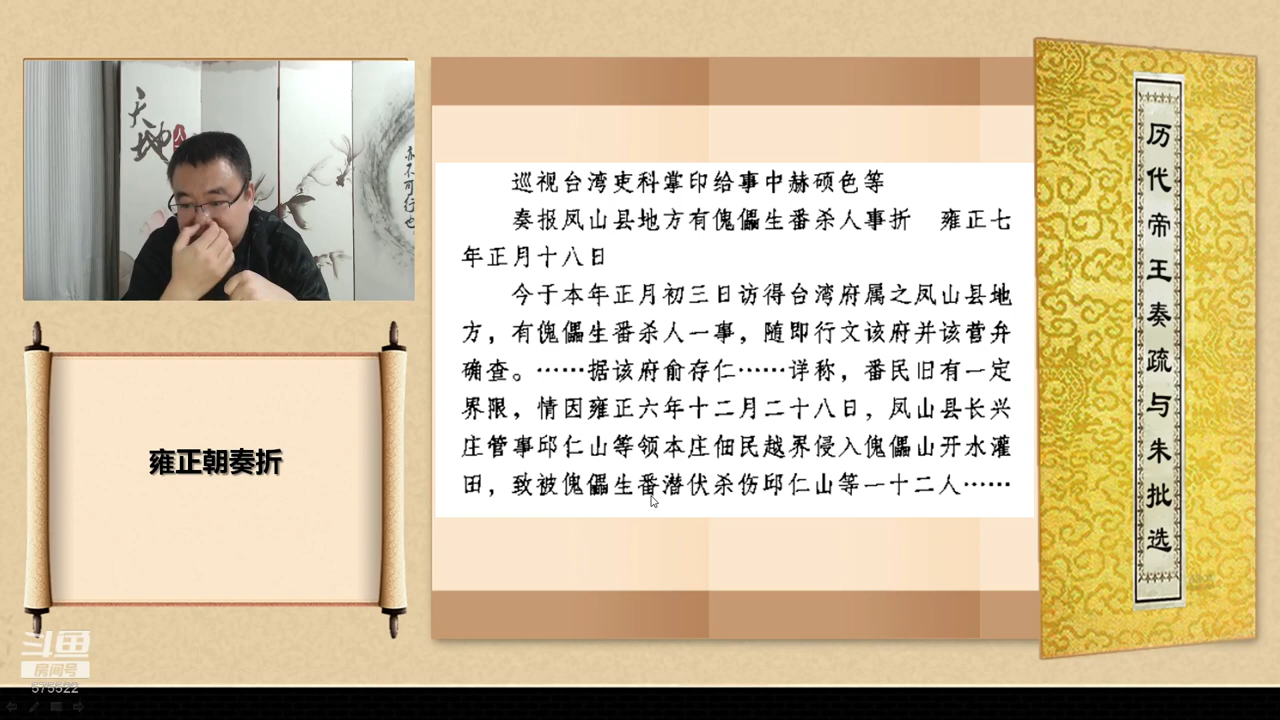 天地人
亦不可行也
巡视台湾吏科掌印给事中赫硕色等
奏报凤山县地方有傀儡生番杀人事折 雍正七
年正月十八日
今于本年正月初三日访得台湾府属之凤山县地
方，有傀儡生番杀人一事，随即行文该府并该营弁
确查。……据该府俞存仁……详称，番民旧有一定
界限，情因雍正六年十二月二十八日，凤山县长兴
庄管事邱仁山等领本庄佃民越界侵入傀儡山开水灌
田，致被傀儡生番潜伏杀伤邱仁山等一十二人……
历代帝王奏疏与朱批选
雍正朝奏折
斗鱼
房间号
575522